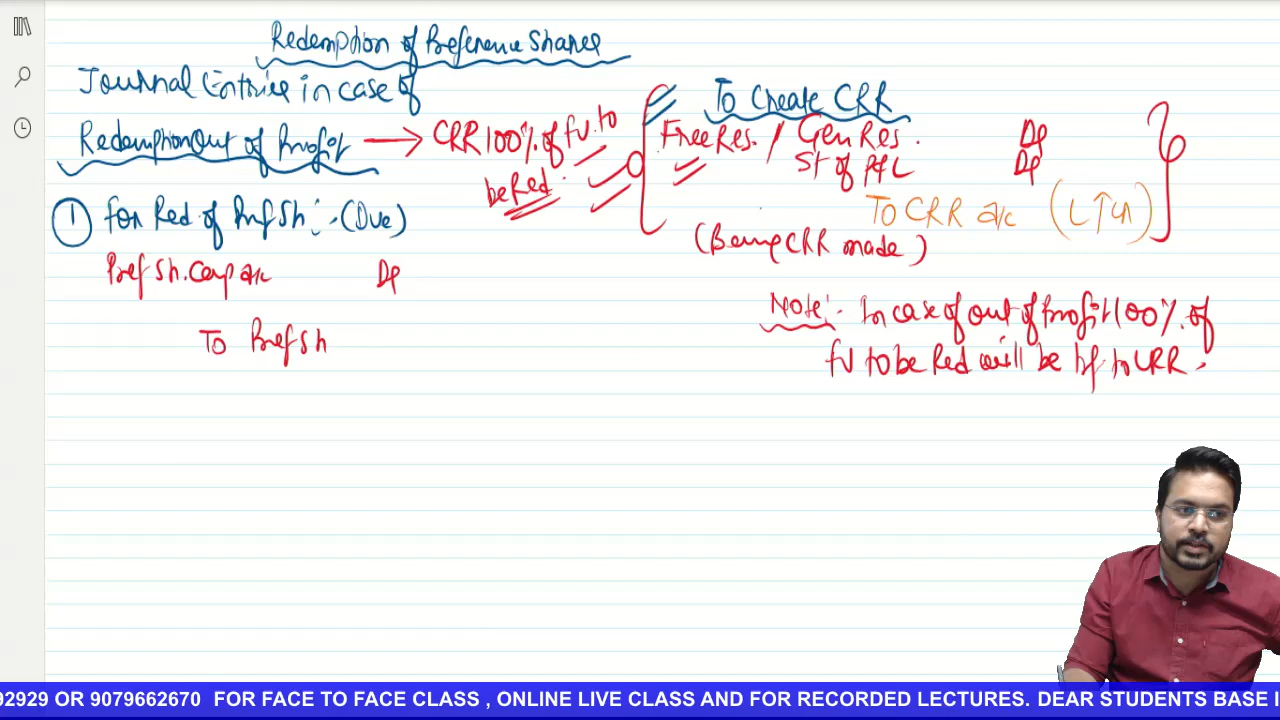 Redemption of Preference Shares
Journal Entries in case of
Redemption Out of Profit → CRR 100% of FV to
be Red.
① for Red of Pref Sh :- (Due)
Pref Sh. Cap a/c Dr
To Pref Sh
To Create CRR
Free Res. / Gen Res. Dr
St of P&L Dr
To CRR a/c (L↑ in)
(Being CRR made)
Note :- In case of out of Profit 100% of
FV to be Red will be trf to CRR.
92929 OR 9079662670 FOR FACE TO FACE CLASS , ONLINE LIVE CLASS AND FOR RECORDED LECTURES. DEAR STUDENTS BASE